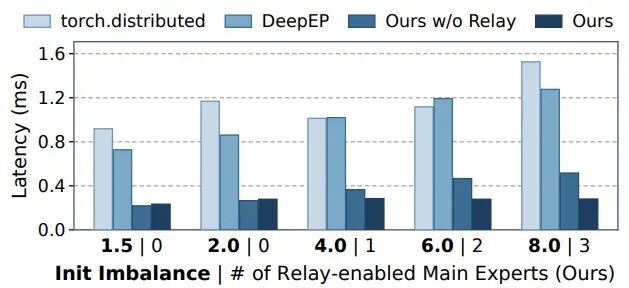 torch.distributed DeepEP Ours w/o Relay Ours
Latency (ms)
1.6
1.2
0.8
0.4
0.0
1.5 | 0 2.0 | 0 4.0 | 1 6.0 | 2 8.0 | 3
Init Imbalance | # of Relay-enabled Main Experts (Ours)